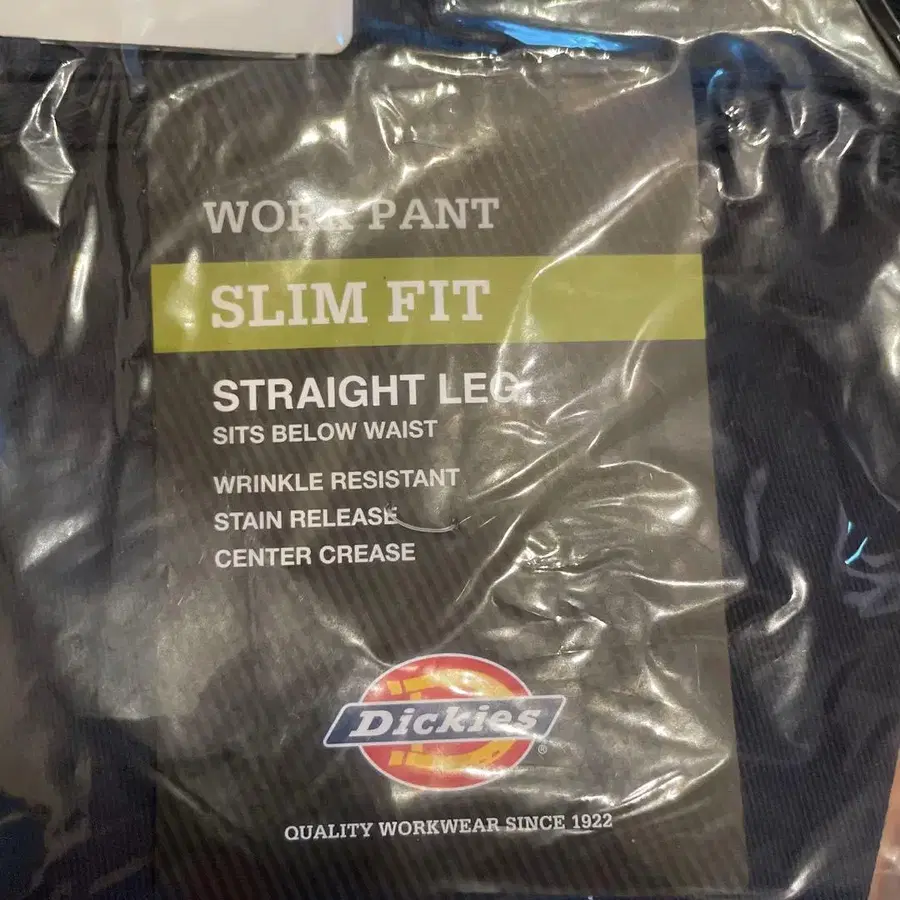 WORK PANT
SLIM FIT
STRAIGHT LEG
SITS BELOW WAIST
WRINKLE RESISTANT
STAIN RELEASE
CENTER CREASE
Dickies®
QUALITY WORKWEAR SINCE 1922